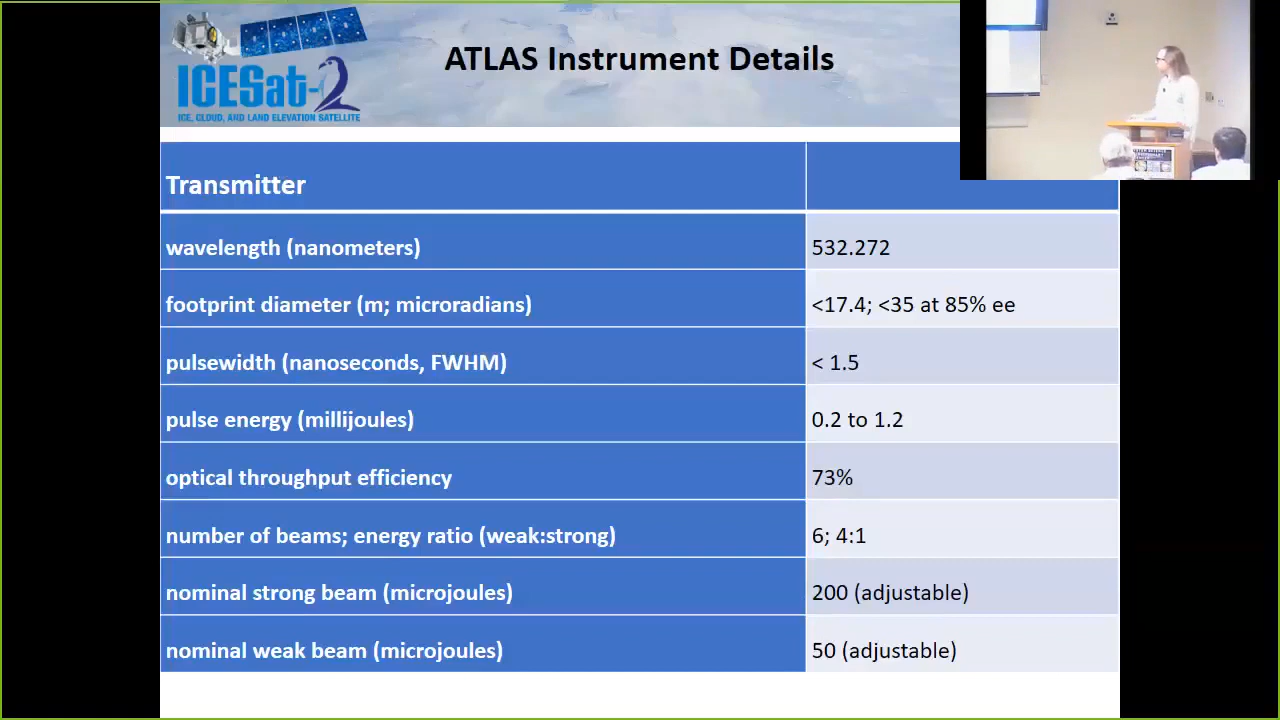 ICESat-2
ICE, CLOUD, AND LAND ELEVATION SATELLITE
ATLAS Instrument Details
Transmitter
wavelength (nanometers) 532.272
footprint diameter (m; microradians) <17.4; <35 at 85% ee
pulsewidth (nanoseconds, FWHM) < 1.5
pulse energy (millijoules) 0.2 to 1.2
optical throughput efficiency 73%
number of beams; energy ratio (weak:strong) 6; 4:1
nominal strong beam (microjoules) 200 (adjustable)
nominal weak beam (microjoules) 50 (adjustable)